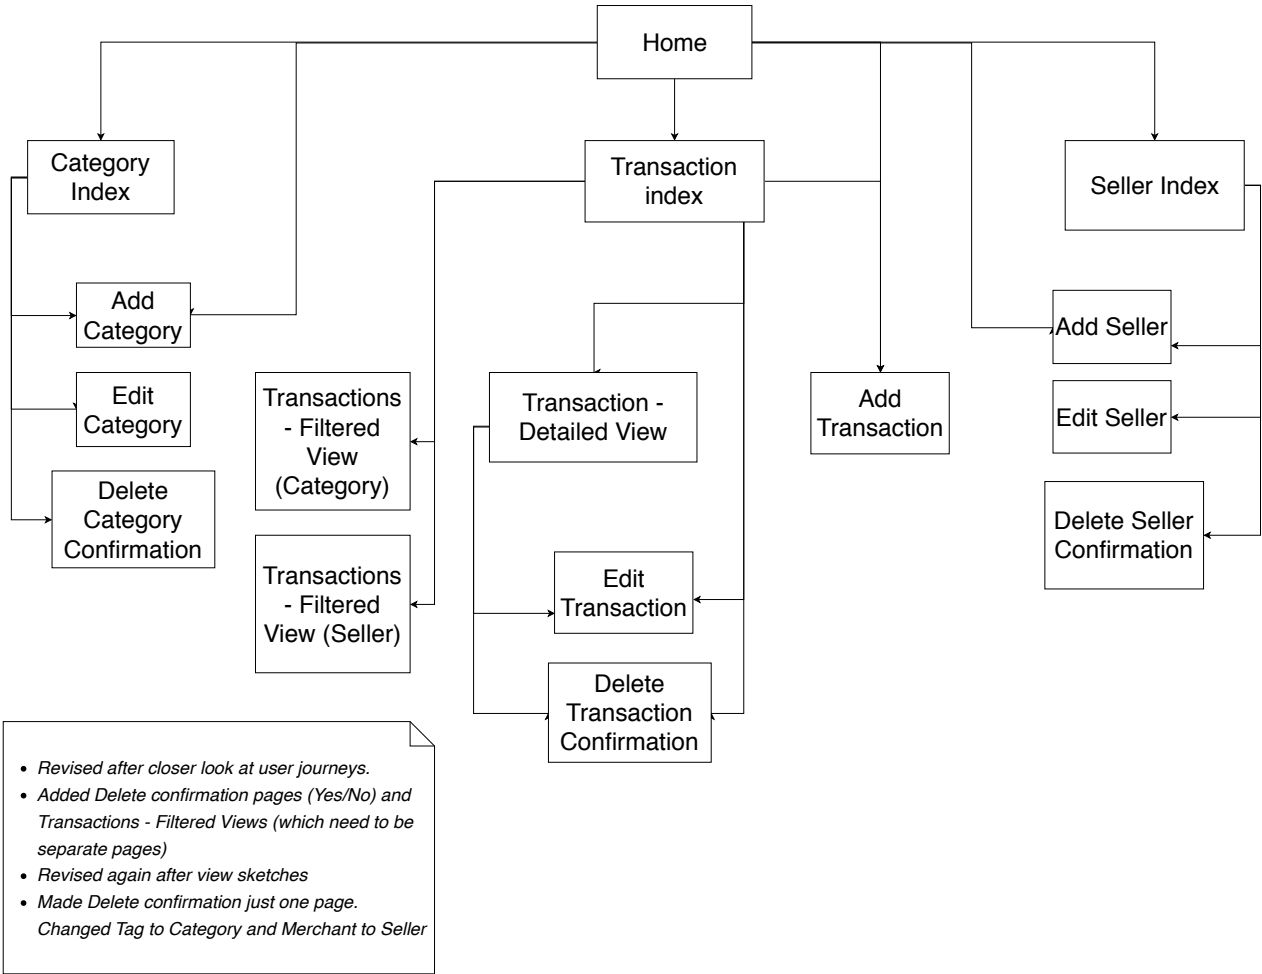 Home
Category
Index
Transaction
index
Seller Index
Add
Category
Edit
Category
Delete
Category
Confirmation
Transactions
- Filtered
View
(Category)
Transactions
- Filtered
View (Seller)
Transaction -
Detailed View
Edit
Transaction
Delete
Transaction
Confirmation
Add
Transaction
Add Seller
Edit Seller
Delete Seller
Confirmation
• Revised after closer look at user journeys.
• Added Delete confirmation pages (Yes/No) and
Transactions - Filtered Views (which need to be
separate pages)
• Revised again after view sketches
• Made Delete confirmation just one page.
Changed Tag to Category and Merchant to Seller